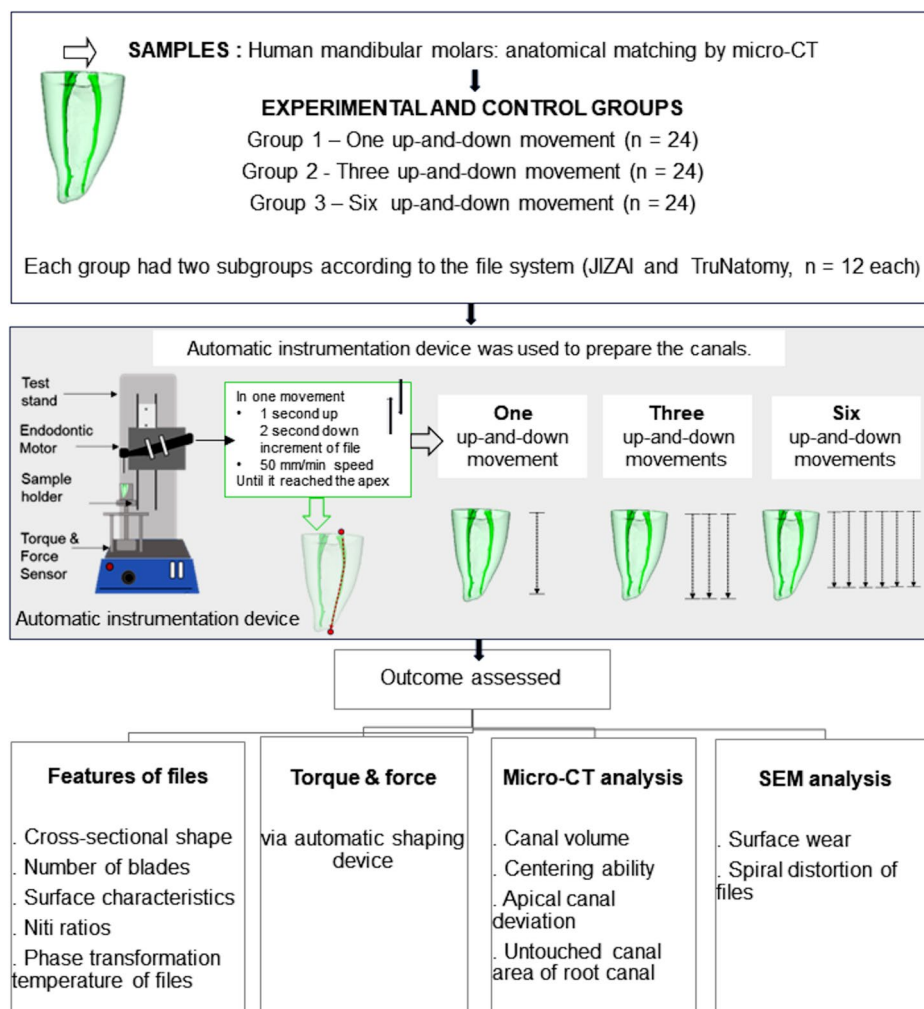 SAMPLES : Human mandibular molars: anatomical matching by micro-CT
EXPERIMENTAL AND CONTROL GROUPS
Group 1 – One up-and-down movement (n = 24)
Group 2 - Three up-and-down movement (n = 24)
Group 3 – Six up-and-down movement (n = 24)
Each group had two subgroups according to the file system (JIZAI and TruNatomy, n = 12 each)
Automatic instrumentation device was used to prepare the canals.
Test
stand
Endodontic
Motor
Sample
holder
Torque &
Force
Sensor
Automatic instrumentation device
In one movement
• 1 second up
2 second down
increment of file
• 50 mm/min speed
Until it reached the apex
One
up-and-down
movement
Three
up-and-down
movements
Six
up-and-down
movements
Outcome assessed
Features of files
. Cross-sectional shape
. Number of blades
. Surface characteristics
. Niti ratios
. Phase transformation
temperature of files
Torque & force
via automatic shaping
device
Micro-CT analysis
. Canal volume
. Centering ability
. Apical canal
deviation
. Untouched canal
area of root canal
SEM analysis
. Surface wear
. Spiral distortion of
files